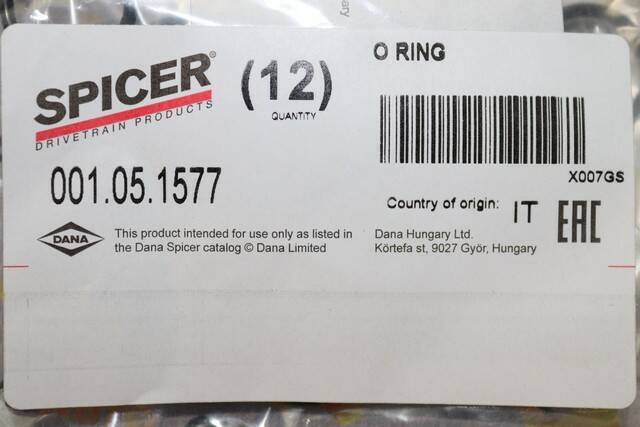 SPICER®
DRIVETRAIN PRODUCTS
(12)
QUANTITY
O RING
X007GS
001.05.1577
Country of origin: IT
EAC
DANA
This product intended for use only as listed in
the Dana Spicer catalog © Dana Limited
Dana Hungary Ltd.
Körtefa st, 9027 Györ, Hungary